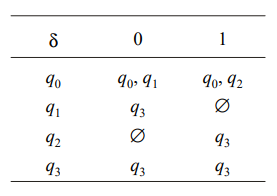 δ 0 1
q₀ q₀, q₁ q₀, q₂
q₁ q₃ ∅
q₂ ∅ q₃
q₃ q₃ q₃